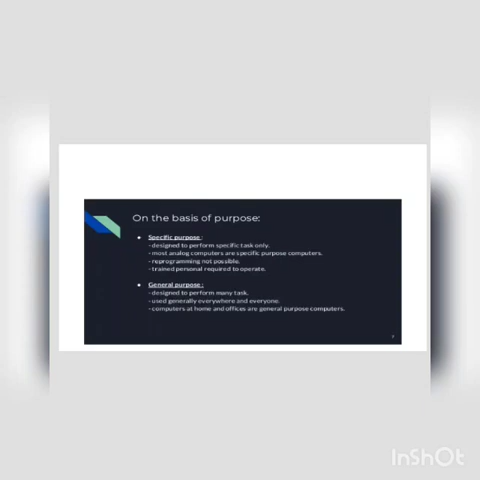 On the basis of purpose:
● Specific purpose :
- designed to perform specific task only.
- most analog computers are specific purpose computers.
- reprogramming not possible.
- trained personal required to operate.
● General purpose :
- designed to perform many task.
- used generally everywhere and everyone.
- computers at home and offices are general purpose computers.
InShOt